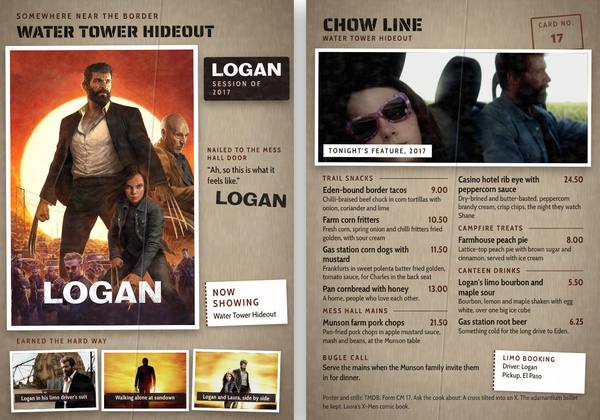 SOMEWHERE NEAR THE BORDER
WATER TOWER HIDEOUT
LOGAN
SESSION OF
2017
NAILED TO THE MESS
HALL DOOR
"Ah, so this is what it
feels like."
LOGAN
LOGAN
NOW
SHOWING
Water Tower Hideout
EARNED THE HARD WAY
Logan in his limo driver's suit
Walking alone at sundown
Logan and Laura, side by side
CHOW LINE
WATER TOWER HIDEOUT
CARD NO.
17
TONIGHT'S FEATURE, 2017
TRAIL SNACKS
Eden-bound border tacos 9.00
Chilli-braised beef chuck in corn tortillas with
onion, coriander and lime
Farm corn fritters 10.50
Fresh corn, spring onion and chilli fritters fried
golden, with sour cream
Gas station corn dogs with 11.50
mustard
Frankfurts in sweet polenta batter fried golden,
tomato sauce, for Charles in the back seat
Pan cornbread with honey 13.00
A home, people who love each other.
MESS HALL MAINS
Munson farm pork chops 21.50
Pan-fried pork chops in apple mustard sauce,
mash and beans, at the Munson table
Casino hotel rib eye with 24.50
peppercorn sauce
Dry-brined and butter-basted, peppercorn
brandy cream, crisp chips, the night they watch
Shane
CAMPFIRE TREATS
Farmhouse peach pie 8.00
Lattice-top peach pie with brown sugar and
cinnamon, served with ice cream
CANTEEN DRINKS
Logan's limo bourbon and 5.50
maple sour
Bourbon, lemon and maple shaken with egg
white, over one big ice cube
Gas station root beer 6.25
Something cold for the long drive to Eden.
BUGLE CALL
Serve the mains when the Munson family invite them
in for dinner.
LIMO BOOKING
Driver: Logan
Pickup, El Paso
Poster and stills: TMDB. Form CM 17. Ask the cook about: A cross tilted into an X. The adamantium bullet
he kept. Laura's X-Men comic book.